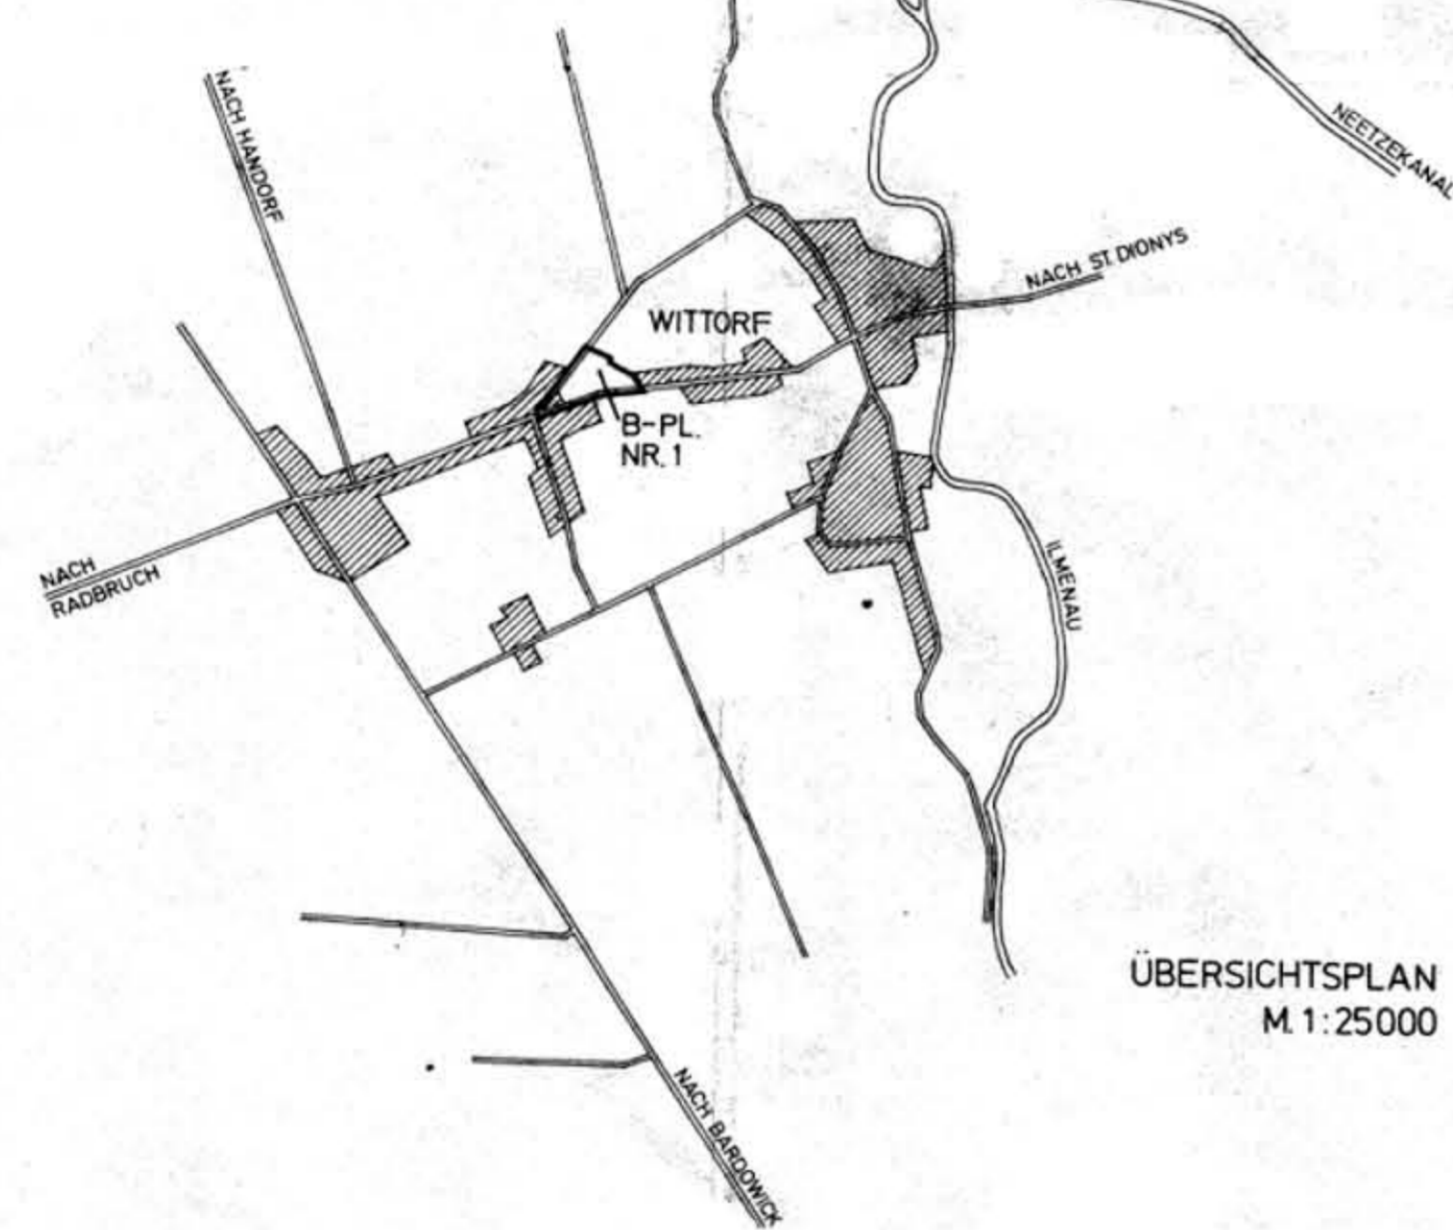 NACH HANDORF
NEETZEKANAL
NACH ST. DIONYS
WITTORF
B-PL.
NR. 1
NACH
RADBRUCH
ILMENAU
ÜBERSICHTSPLAN
M. 1:25000
NACH BARDOWICK